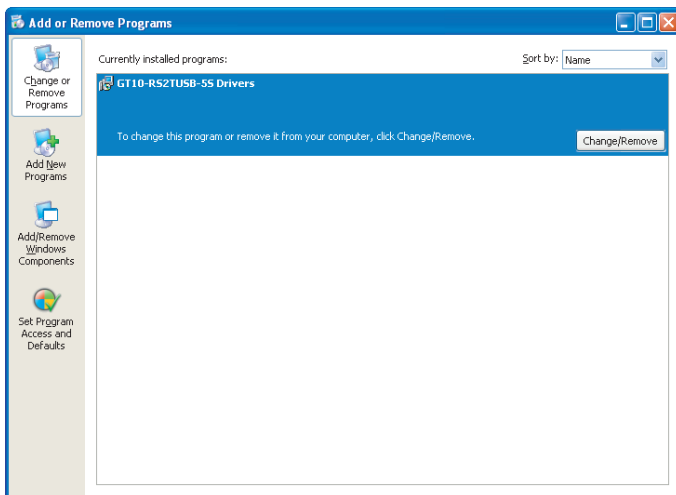 Add or Remove Programs
Change or
Remove
Programs
Add New
Programs
Add/Remove
Windows
Components
Set Program
Access and
Defaults
Currently installed programs:
Sort by: Name
GT10-RS2TUSB-5S Drivers
To change this program or remove it from your computer, click Change/Remove.
Change/Remove